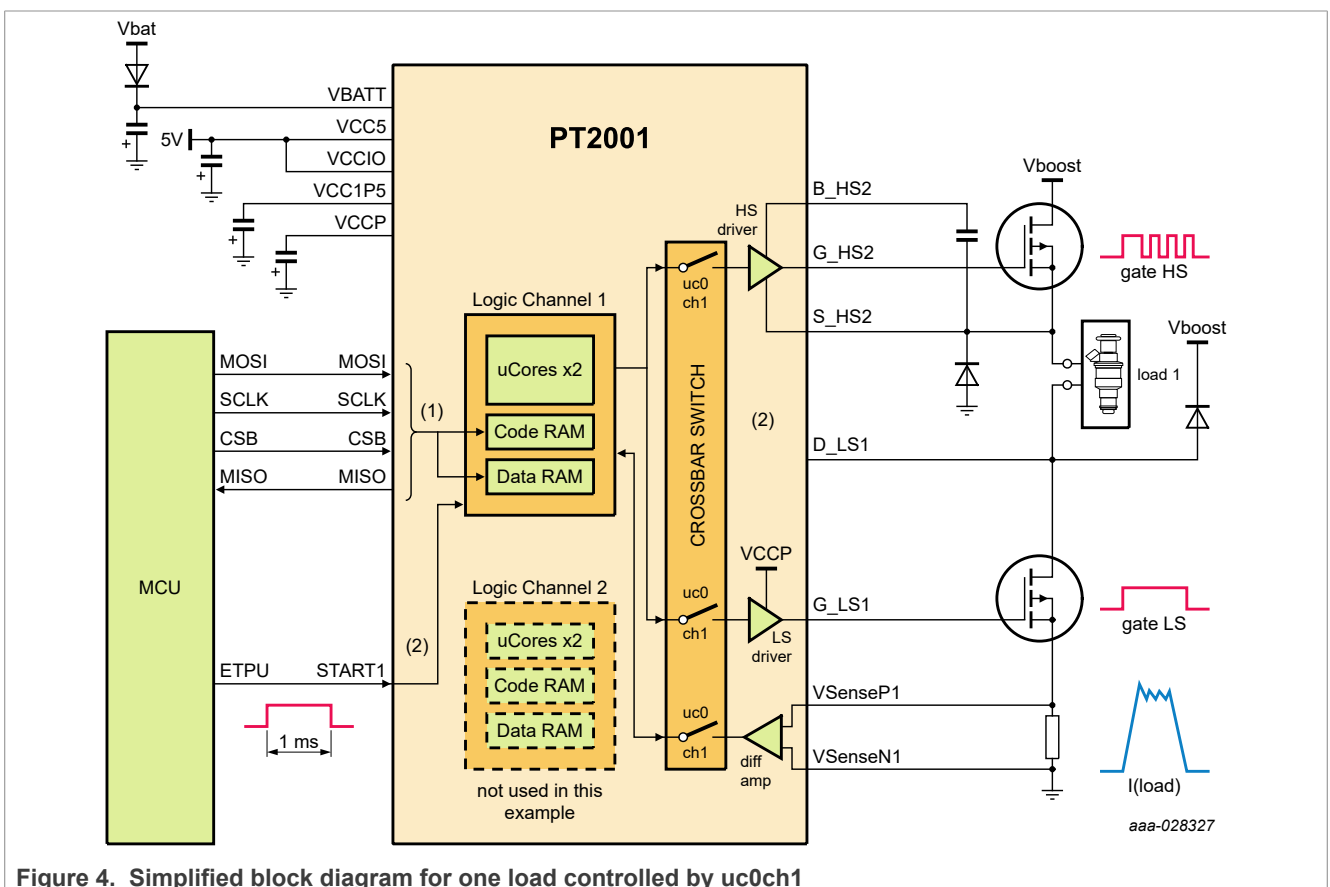 Vbat
VBATT
5V
VCC5
VCCIO
VCC1P5
VCCP
PT2001
MCU
MOSI MOSI
SCLK SCLK
CSB CSB
MISO MISO
(1)
ETPU START1
(2)
1 ms
Logic Channel 1
uCores x2
Code RAM
Data RAM
Logic Channel 2
uCores x2
Code RAM
Data RAM
not used in this
example
CROSSBAR SWITCH
uc0
ch1
uc0
ch1
uc0
ch1
HS
driver
(2)
VCCP
LS
driver
diff
amp
B_HS2
G_HS2
S_HS2
D_LS1
G_LS1
VSenseP1
VSenseN1
Vboost
gate HS
Vboost
load 1
gate LS
I(load)
aaa-028327
Figure 4. Simplified block diagram for one load controlled by uc0ch1